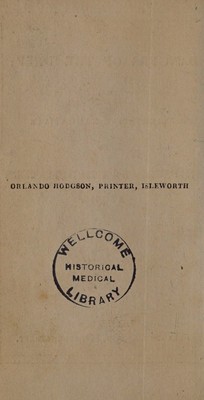 ORLANDO HODGSON, PRINTER, ISLEWORTH
WELLCOME
HISTORICAL
MEDICAL
LIBRARY